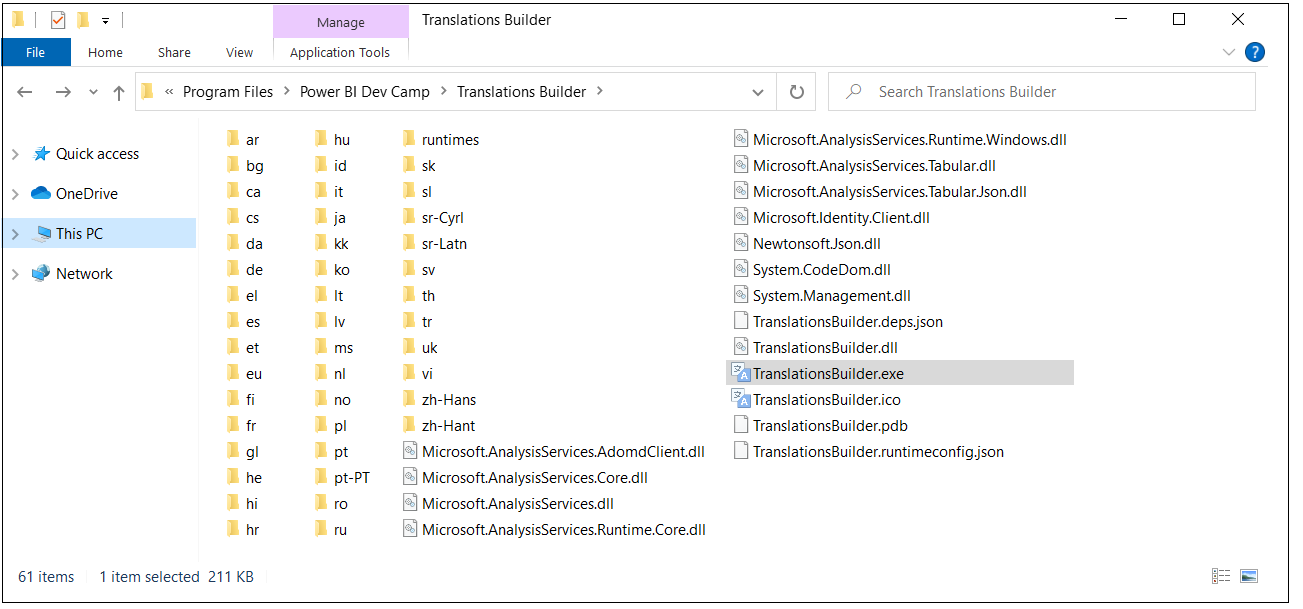 Manage
Translations Builder
File
Home
Share
View
Application Tools
?
« Program Files > Power BI Dev Camp > Translations Builder >
Search Translations Builder
Quick access
OneDrive
This PC
Network
ar
bg
ca
cs
da
de
el
es
et
eu
fi
fr
gl
he
hi
hr
hu
id
it
ja
kk
ko
lt
lv
ms
nl
no
pl
pt
pt-PT
ro
ru
runtimes
sk
sl
sr-Cyrl
sr-Latn
sv
th
tr
uk
vi
zh-Hans
zh-Hant
Microsoft.AnalysisServices.AdomdClient.dll
Microsoft.AnalysisServices.Core.dll
Microsoft.AnalysisServices.dll
Microsoft.AnalysisServices.Runtime.Core.dll
Microsoft.AnalysisServices.Runtime.Windows.dll
Microsoft.AnalysisServices.Tabular.dll
Microsoft.AnalysisServices.Tabular.Json.dll
Microsoft.Identity.Client.dll
Newtonsoft.Json.dll
System.CodeDom.dll
System.Management.dll
TranslationsBuilder.deps.json
TranslationsBuilder.dll
TranslationsBuilder.exe
TranslationsBuilder.ico
TranslationsBuilder.pdb
TranslationsBuilder.runtimeconfig.json
61 items
1 item selected 211 KB